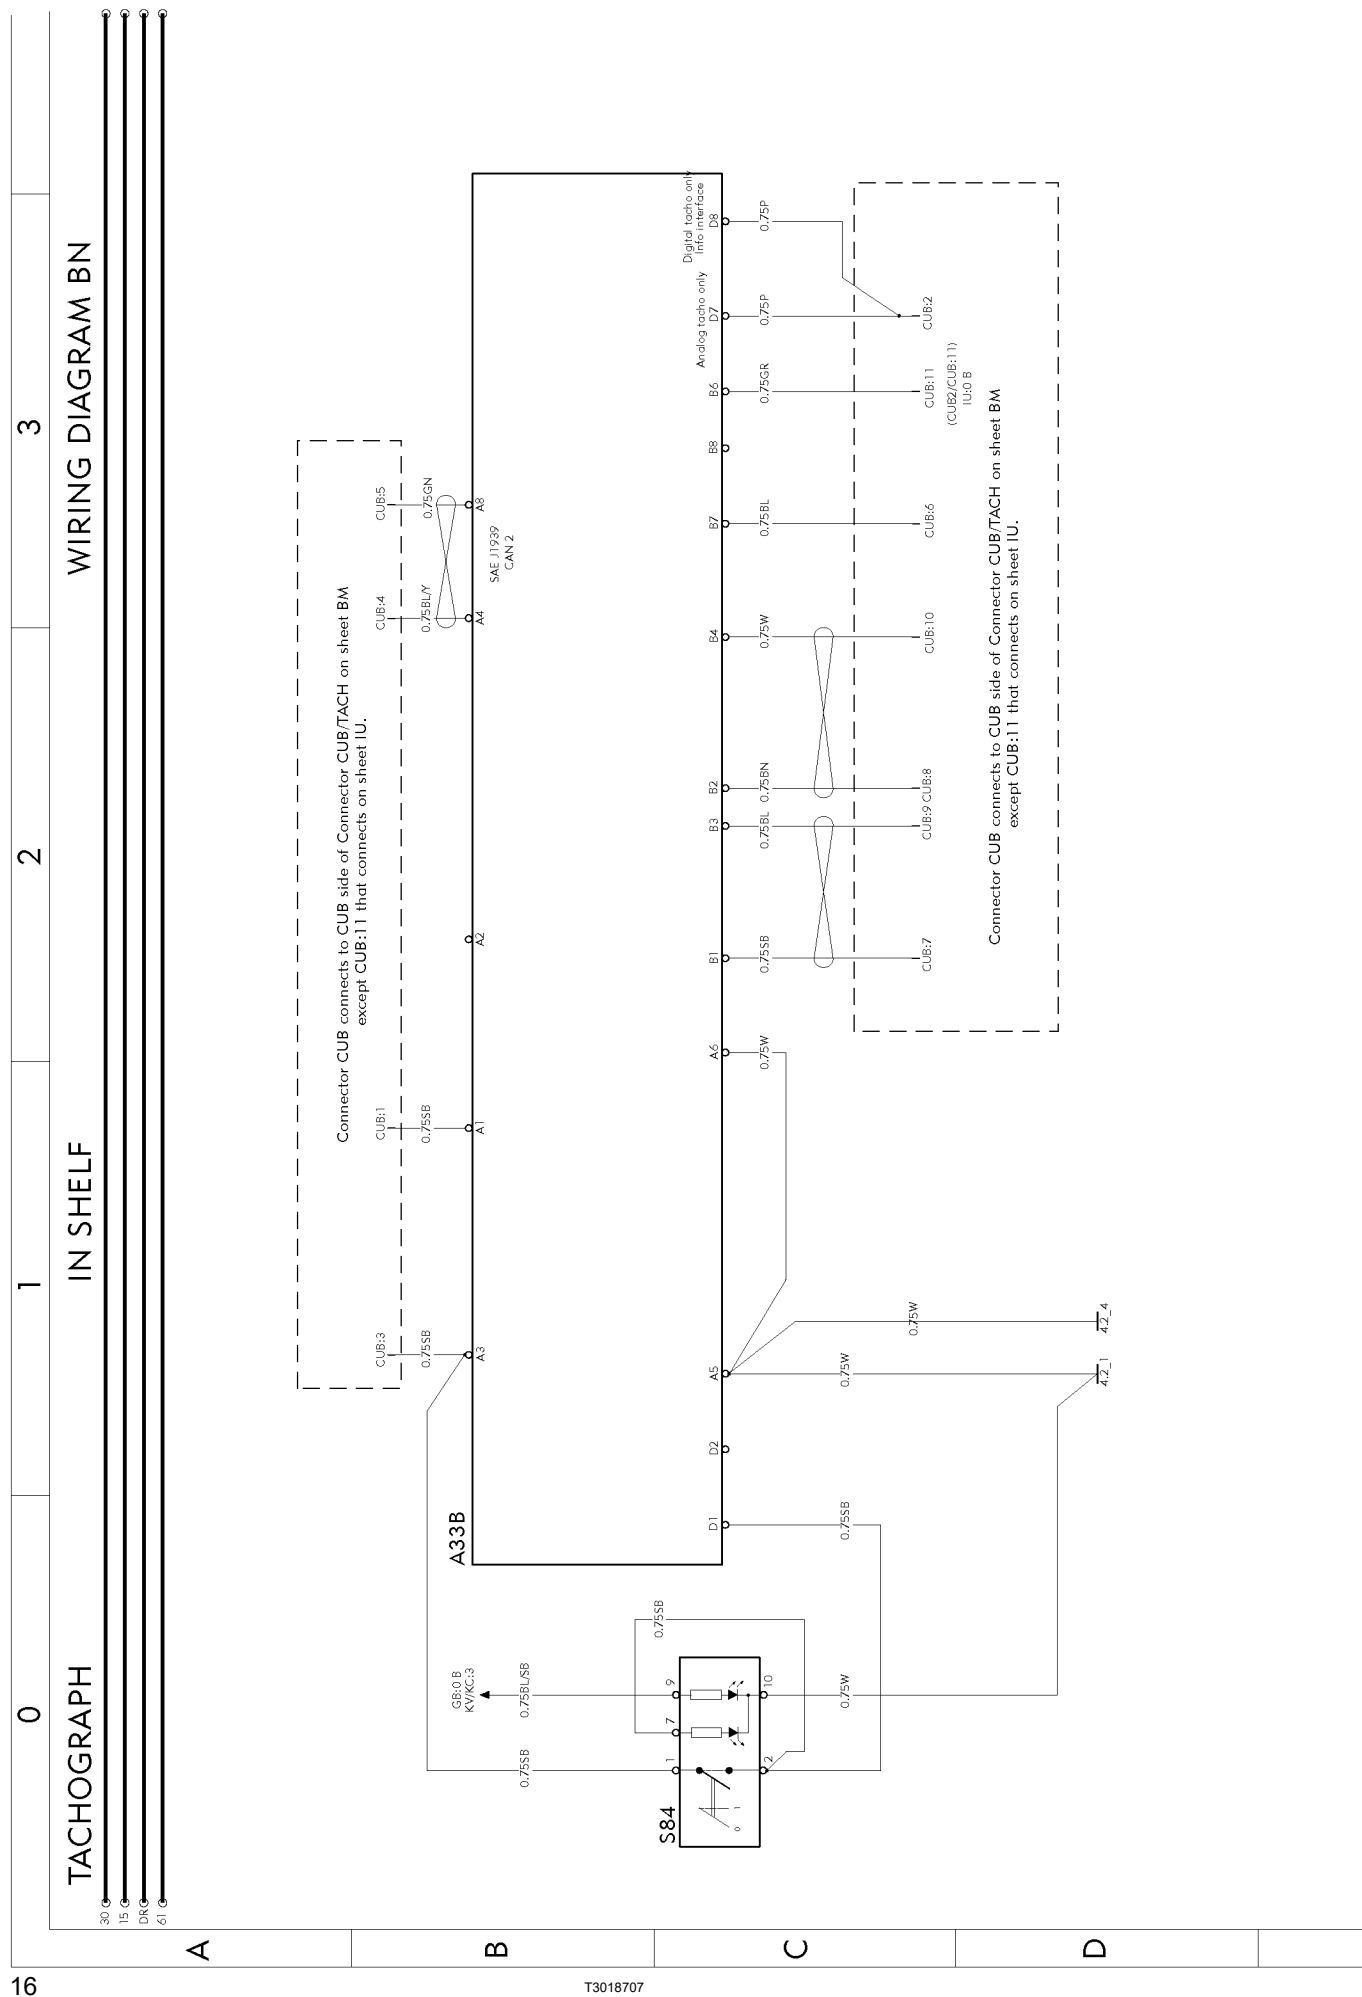 TACHOGRAPH
IN SHELF
WIRING DIAGRAM BN
0
1
2
3
30
15
DR
61
A
B
C
D
Connector CUB connects to CUB side of Connector CUB/TACH on sheet BM
except CUB:11 that connects on sheet IU.
CUB:3
CUB:1
CUB:4
CUB:5
0.75SB
0.75SB
0.75BL/Y
0.75GN
A3
A1
A2
A4
A8
SAE J1939
CAN 2
A33B
GB:0 B
KV/KC:3
0.75SB
0.75BL/SB
0.75SB
S84
1
7
9
0
1
2
10
0.75W
0.75SB
D1
D2
A5
A6
B1
B3
B2
B4
B7
B8
B6
D7
D8
Analog tacho only
Digital tacho only
Info interface
0.75W
0.75SB
0.75BL
0.75BN
0.75W
0.75BL
0.75GR
0.75P
0.75P
0.75W
0.75W
4.2_1
4.2_4
CUB:7
CUB:9
CUB:8
CUB:10
CUB:6
CUB:11
CUB:2
(CUB2/CUB:11)
IU:0 B
Connector CUB connects to CUB side of Connector CUB/TACH on sheet BM
except CUB:11 that connects on sheet IU.
16
T3018707